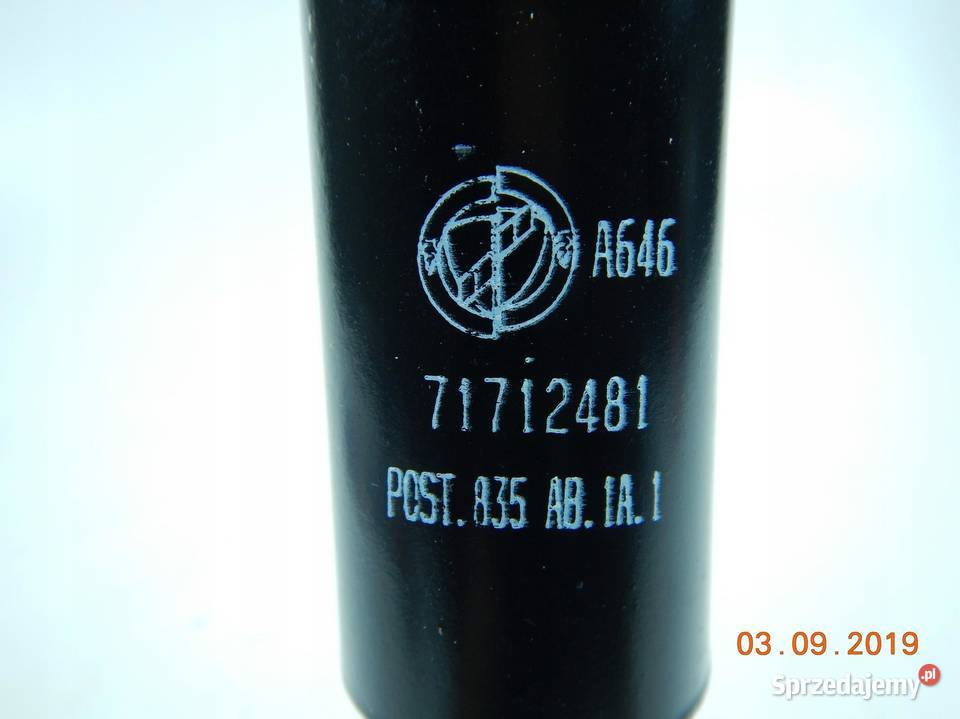 A646
71712481
POST. 835 AB. 1A. 1
03.09.2019
Sprzedajemy.pl